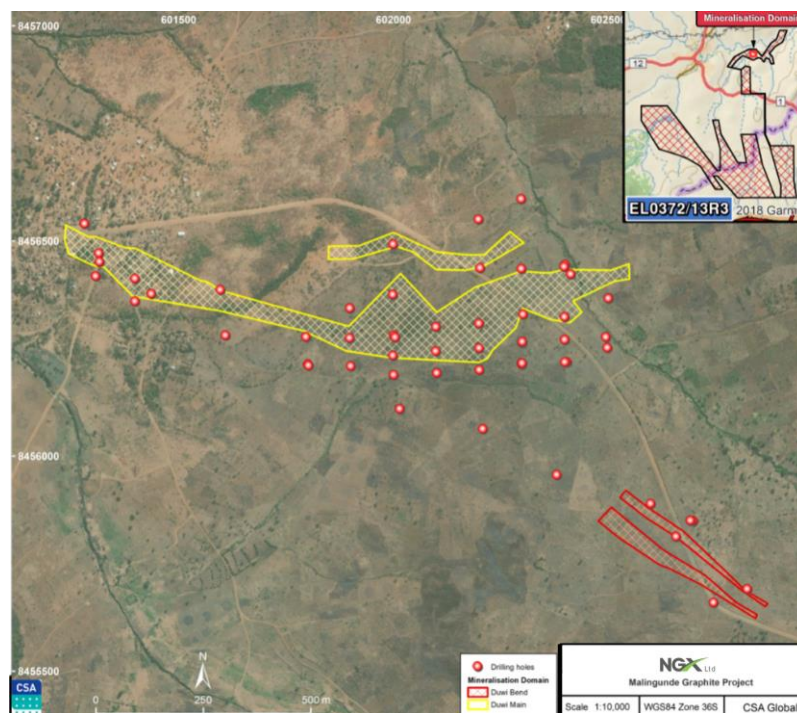 8457000
601500
602000
602500
Mineralisation Domain
12
1
EL0372/13R3
2018 Garm
8456500
8456000
8455500
N
0 250 500 m
CSA
Drilling holes
Mineralisation Domain
Duwi Bend
Duwi Main
NGX Ltd
Malingunde Graphite Project
Scale 1:10,000
WGS84 Zone 36S
CSA Global